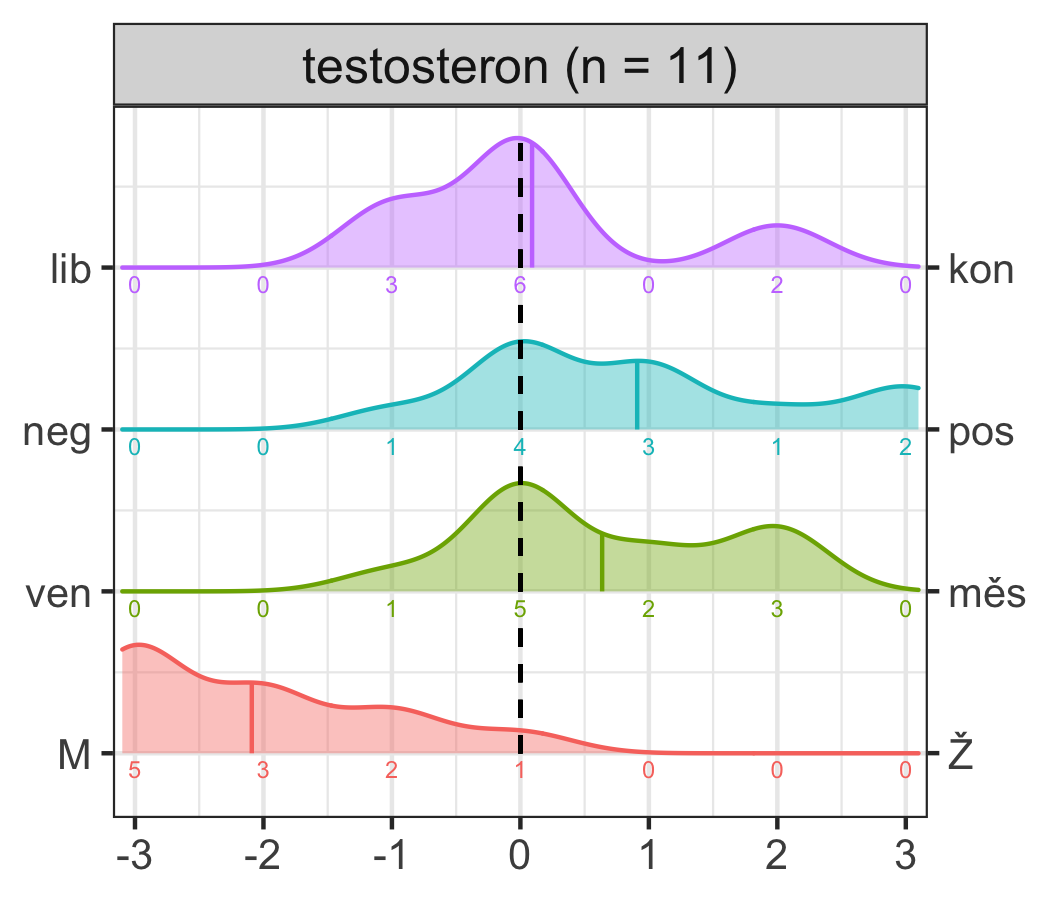 testosteron (n = 11)
lib kon
0 0 3 6 0 2 0
neg pos
0 0 1 4 3 1 2
ven měs
0 0 1 5 2 3 0
M Ž
5 3 2 1 0 0 0
-3 -2 -1 0 1 2 3